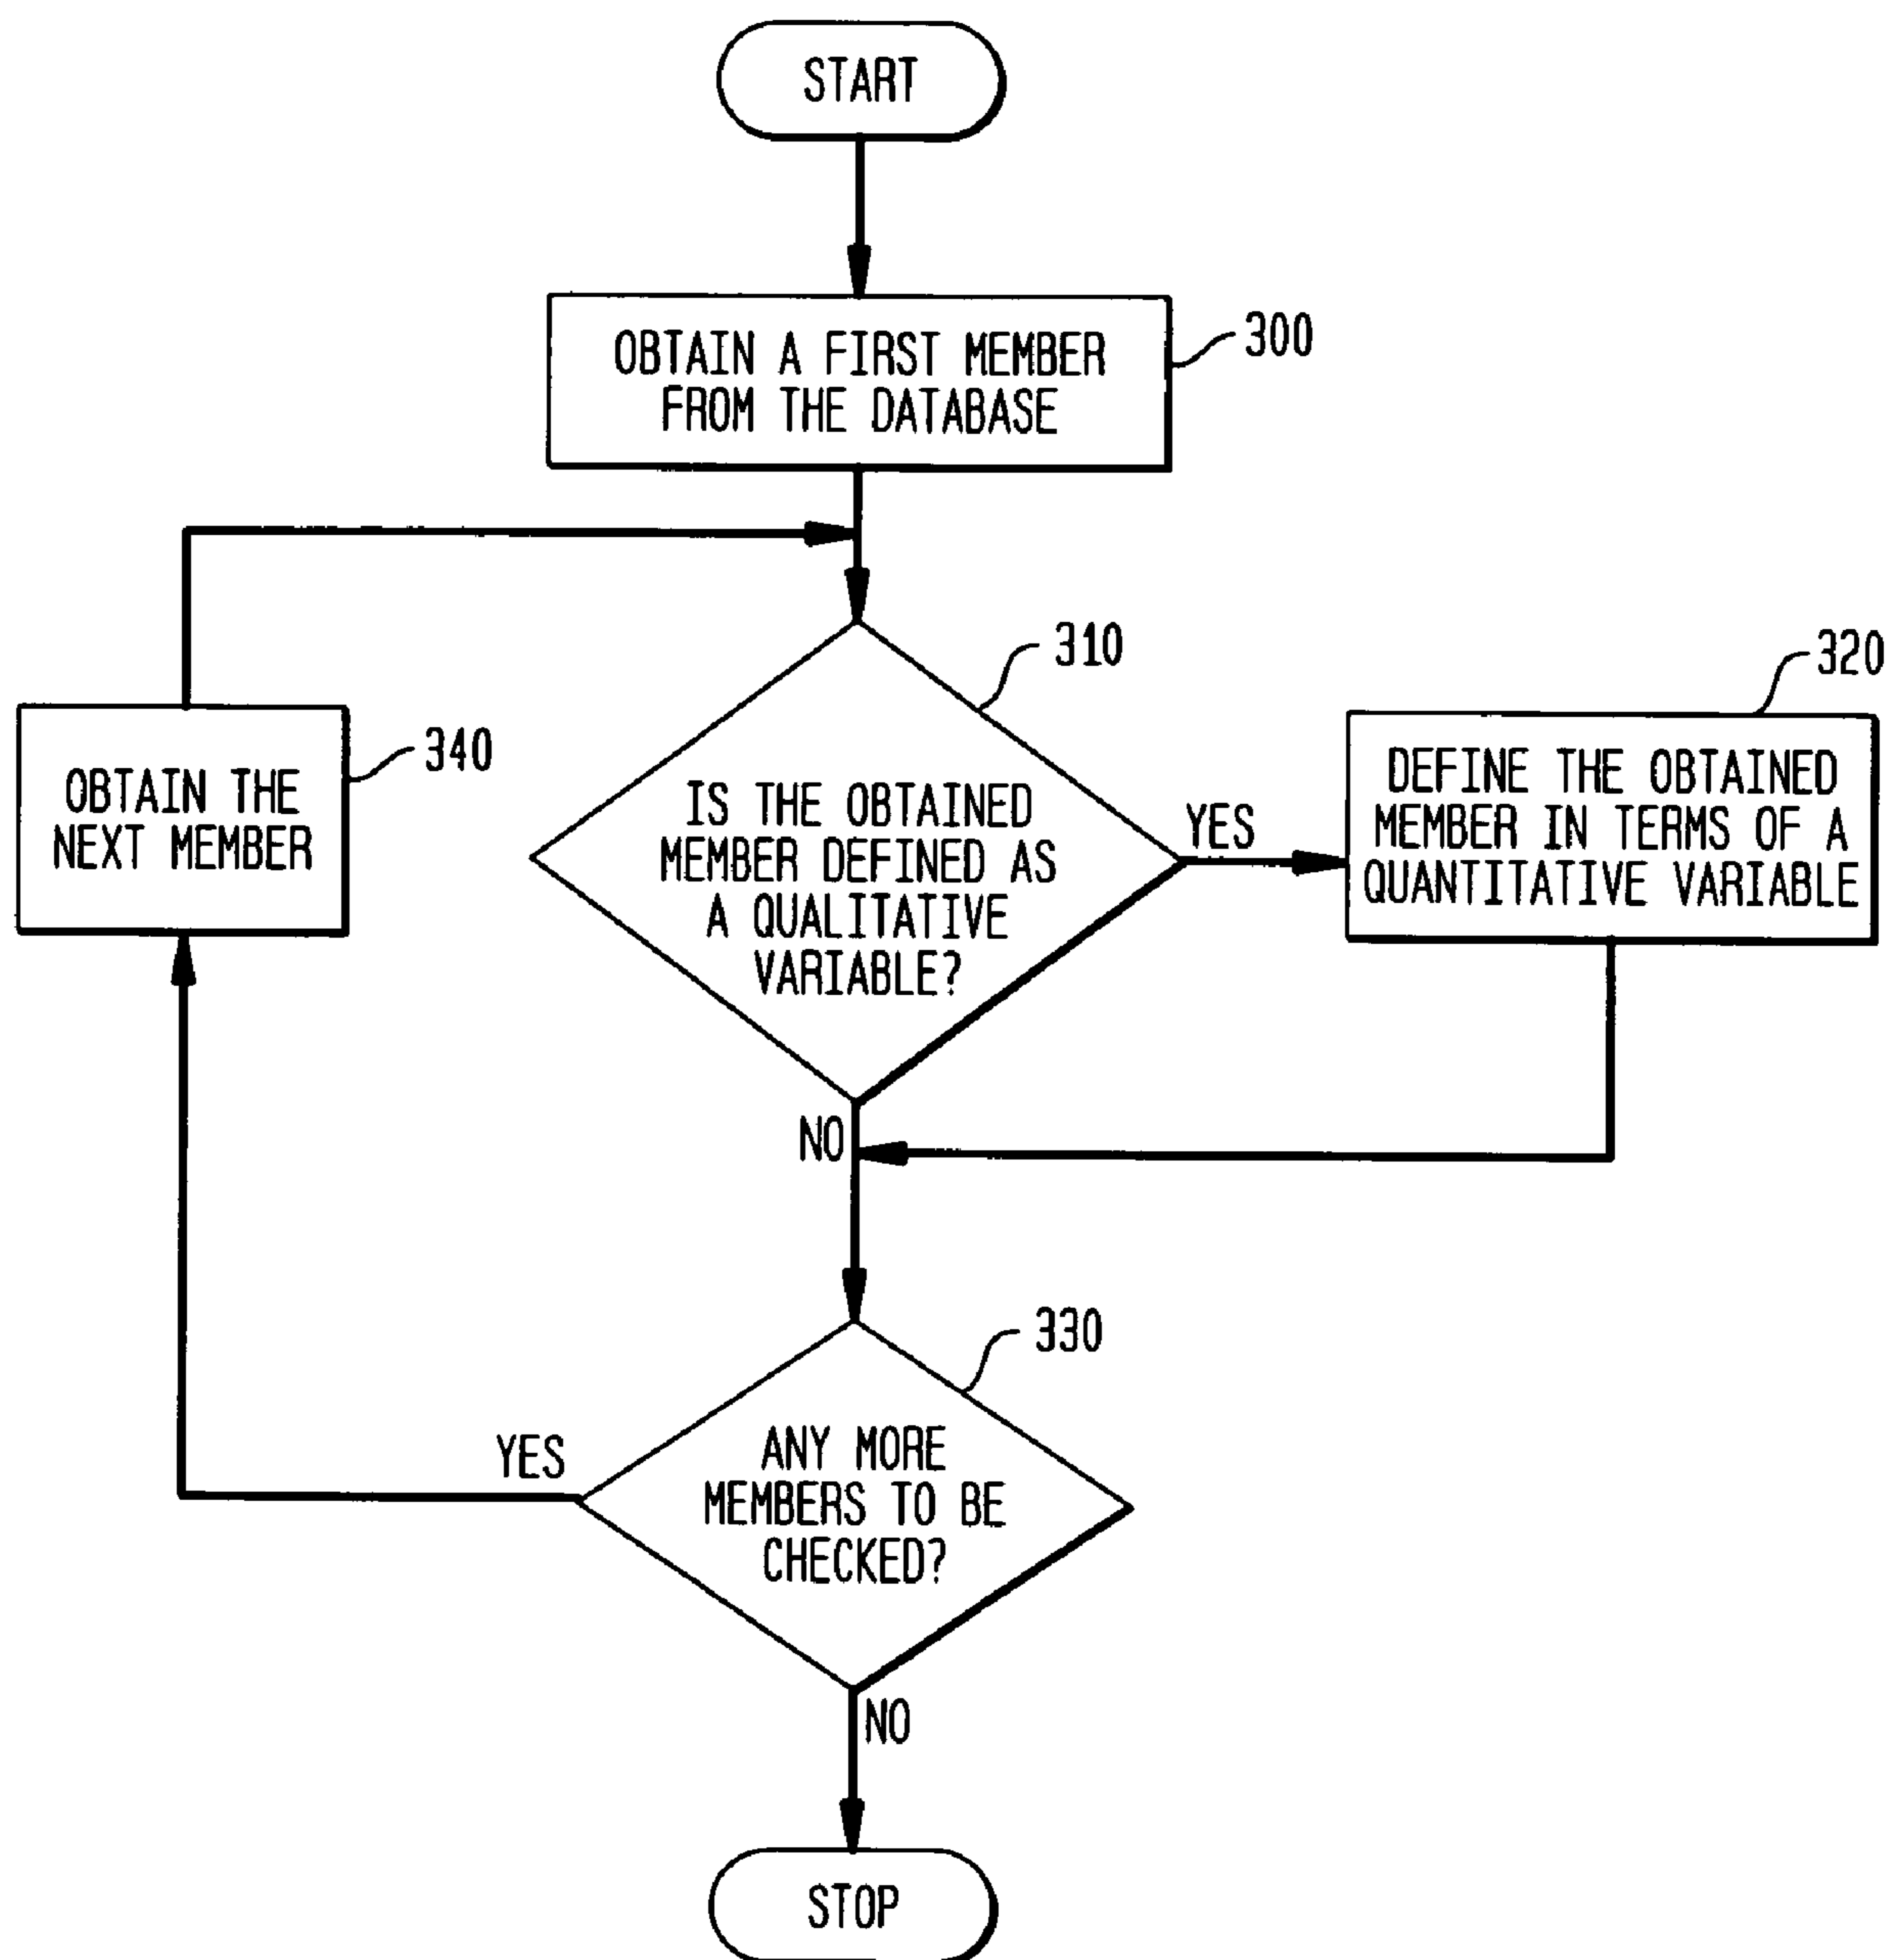 START
OBTAIN A FIRST MEMBER
FROM THE DATABASE
300
310
IS THE OBTAINED
MEMBER DEFINED AS
A QUALITATIVE
VARIABLE?
YES
320
DEFINE THE OBTAINED
MEMBER IN TERMS OF A
QUANTITATIVE VARIABLE
340
OBTAIN THE
NEXT MEMBER
NO
330
ANY MORE
MEMBERS TO BE
CHECKED?
YES
NO
STOP